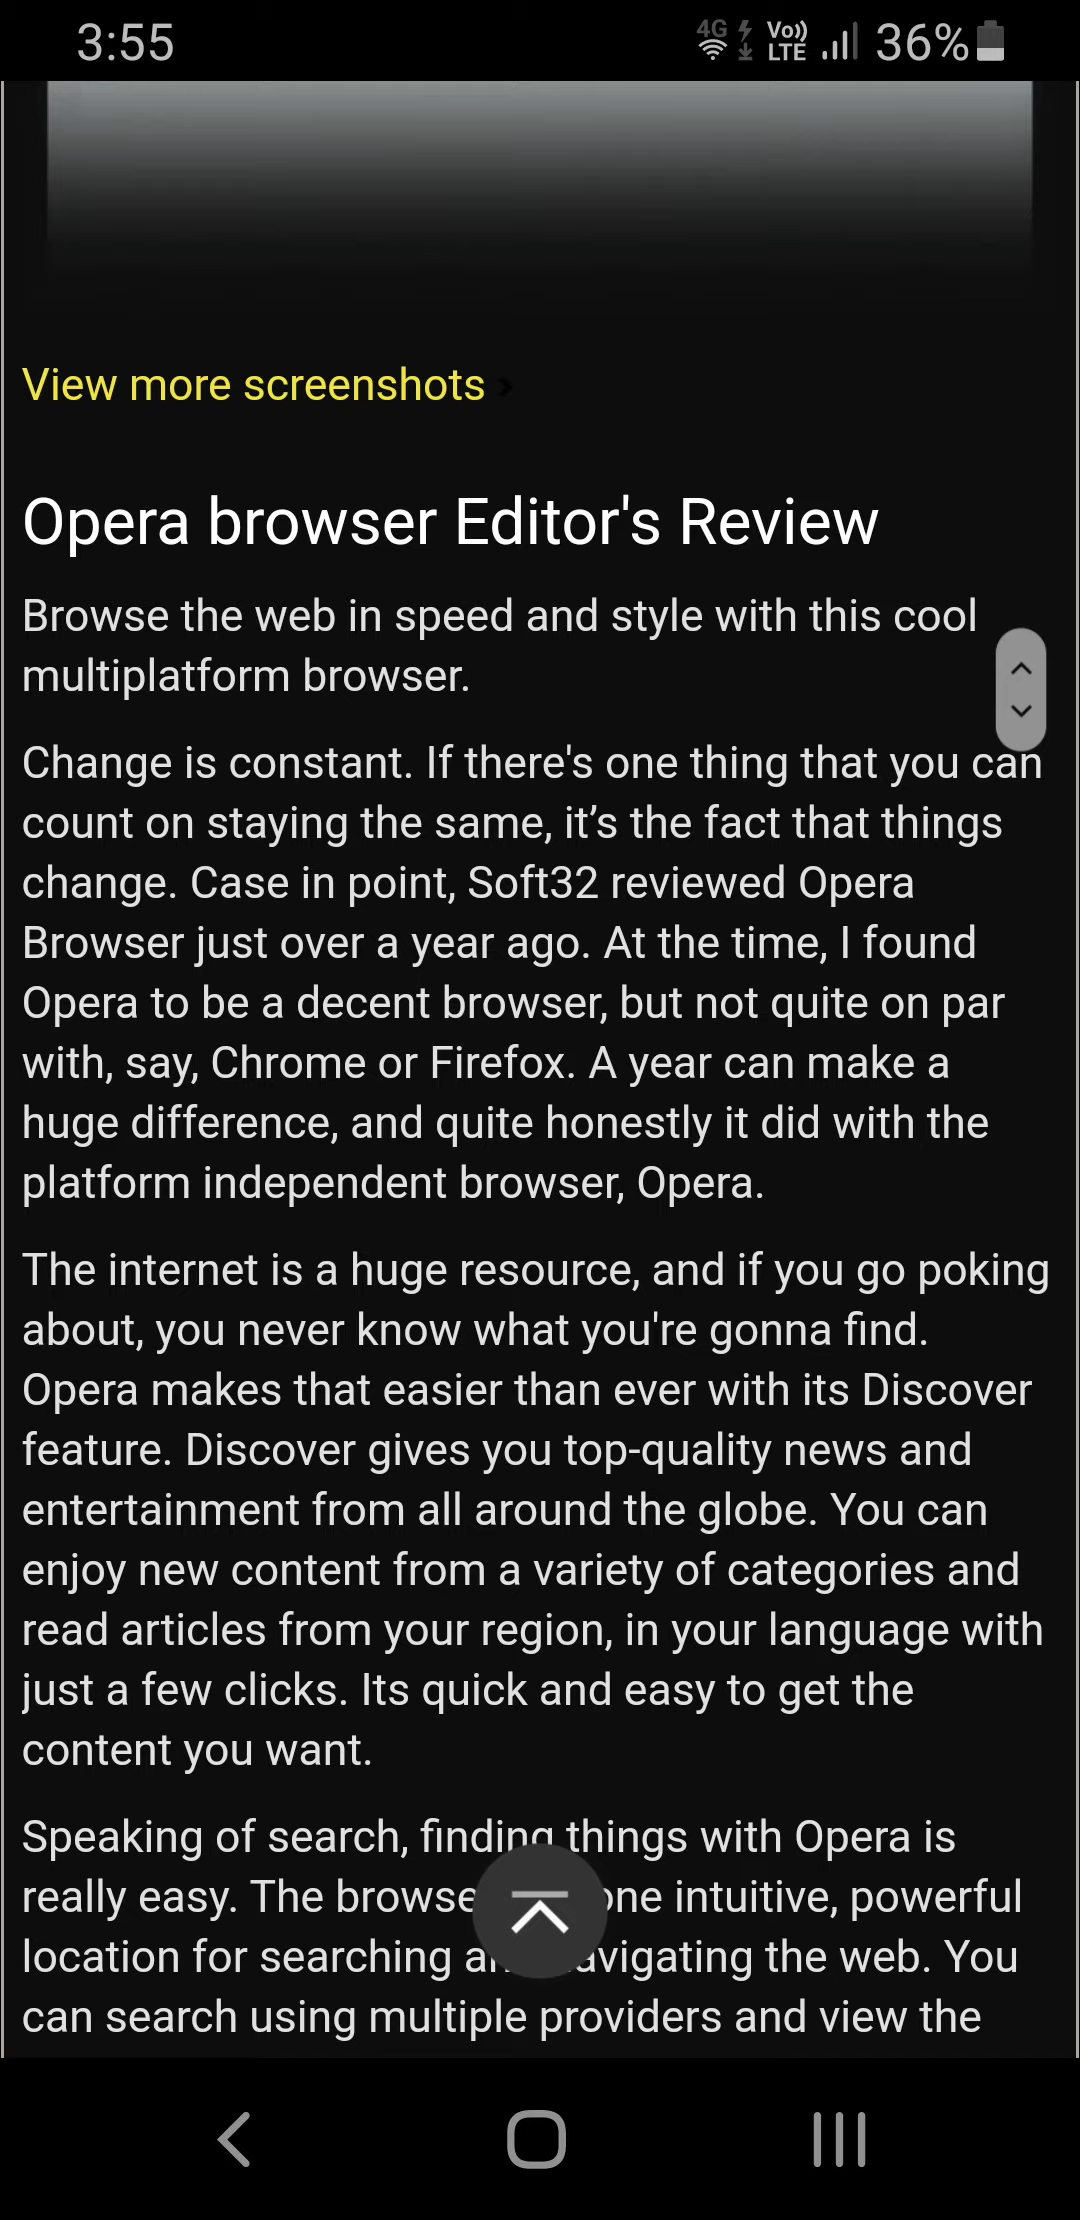 3:55
4G
Vo))
LTE
36%
View more screenshots
Opera browser Editor's Review
Browse the web in speed and style with this cool
multiplatform browser.
Change is constant. If there's one thing that you can
count on staying the same, it’s the fact that things
change. Case in point, Soft32 reviewed Opera
Browser just over a year ago. At the time, I found
Opera to be a decent browser, but not quite on par
with, say, Chrome or Firefox. A year can make a
huge difference, and quite honestly it did with the
platform independent browser, Opera.
The internet is a huge resource, and if you go poking
about, you never know what you're gonna find.
Opera makes that easier than ever with its Discover
feature. Discover gives you top-quality news and
entertainment from all around the globe. You can
enjoy new content from a variety of categories and
read articles from your region, in your language with
just a few clicks. Its quick and easy to get the
content you want.
Speaking of search, finding things with Opera is
really easy. The intuitive, powerful
location for searching the web. You
can search using multiple providers and view the